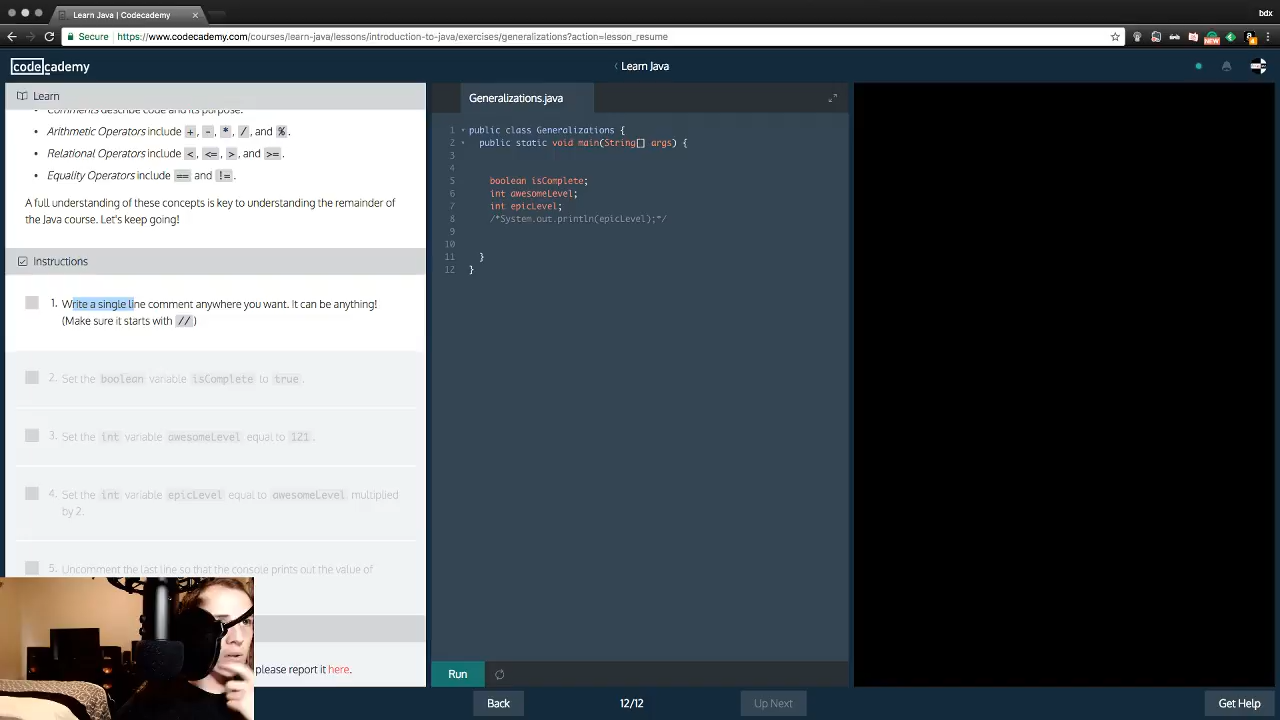 Learn Java | Codecademy
bdx
Secure https://www.codecademy.com/courses/learn-java/lessons/introduction-to-java/exercises/generalizations?action=lesson_resume
NEW
codecademy
Learn Java
Learn
Comments describe code and its purpose.
Arithmetic Operators include +, -, *, /, and %.
Relational Operators include <, <=, >, and >=.
Equality Operators include == and !=.
A full understanding of these concepts is key to understanding the remainder of
the Java course. Let's keep going!
Instructions
1. Write a single line comment anywhere you want. It can be anything!
(Make sure it starts with //)
2. Set the boolean variable isComplete to true.
3. Set the int variable awesomeLevel equal to 121.
4. Set the int variable epicLevel equal to awesomeLevel multiplied
by 2.
5. Uncomment the last line so that the console prints out the value of
please report it here.
Generalizations.java
1 public class Generalizations {
2 public static void main(String[] args) {
3
4
5 boolean isComplete;
6 int awesomeLevel;
7 int epicLevel;
8 /*System.out.println(epicLevel);*/
9
10
11 }
12 }
Run
Back
12/12
Up Next
Get Help